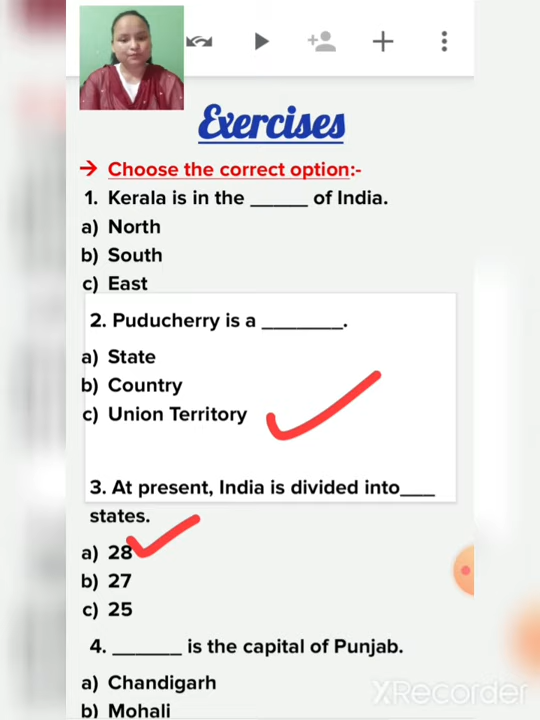 Exercises
→ Choose the correct option:-
1. Kerala is in the _____ of India.
a) North
b) South
c) East
2. Puducherry is a _______.
a) State
b) Country
c) Union Territory
3. At present, India is divided into___
states.
a) 28
b) 27
c) 25
4. ______ is the capital of Punjab.
a) Chandigarh
b) Mohali
XRecorder